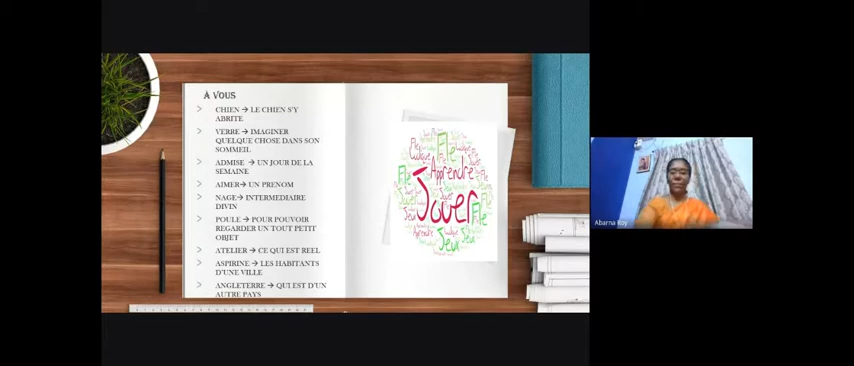 À VOUS
CHIEN → LE CHIEN S'Y
ABRITE
VERRE → IMAGINER
QUELQUE CHOSE DANS SON
SOMMEIL
ADMISE → UN JOUR DE LA
SEMAINE
AIMER→ UN PRENOM
NAGE→ INTERMEDIAIRE
DIVIN
POULE → POUR POUVOIR
REGARDER UN TOUT PETIT
OBJET
ATELIER → CE QUI EST REEL
ASPIRINE → LES HABITANTS
D'UNE VILLE
ANGLETERRE → QUI EST D'UN
AUTRE PAYS
Fle
Apprendre
Jouer
Fle
Jeux
Abarna Roy